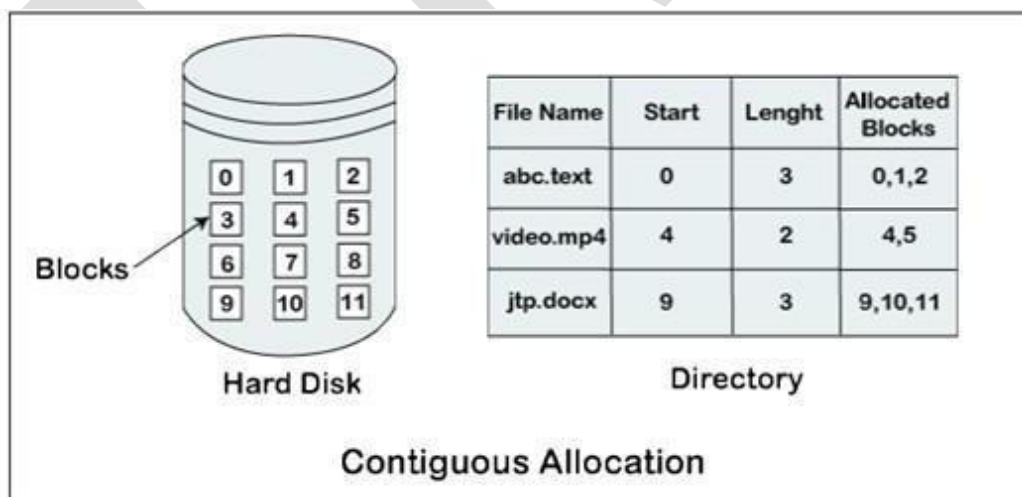 File Name Start Lenght Allocated Blocks
abc.text 0 3 0,1,2
video.mp4 4 2 4,5
jtp.docx 9 3 9,10,11
0 1 2
3 4 5
6 7 8
9 10 11
Blocks
Hard Disk
Directory
Contiguous Allocation